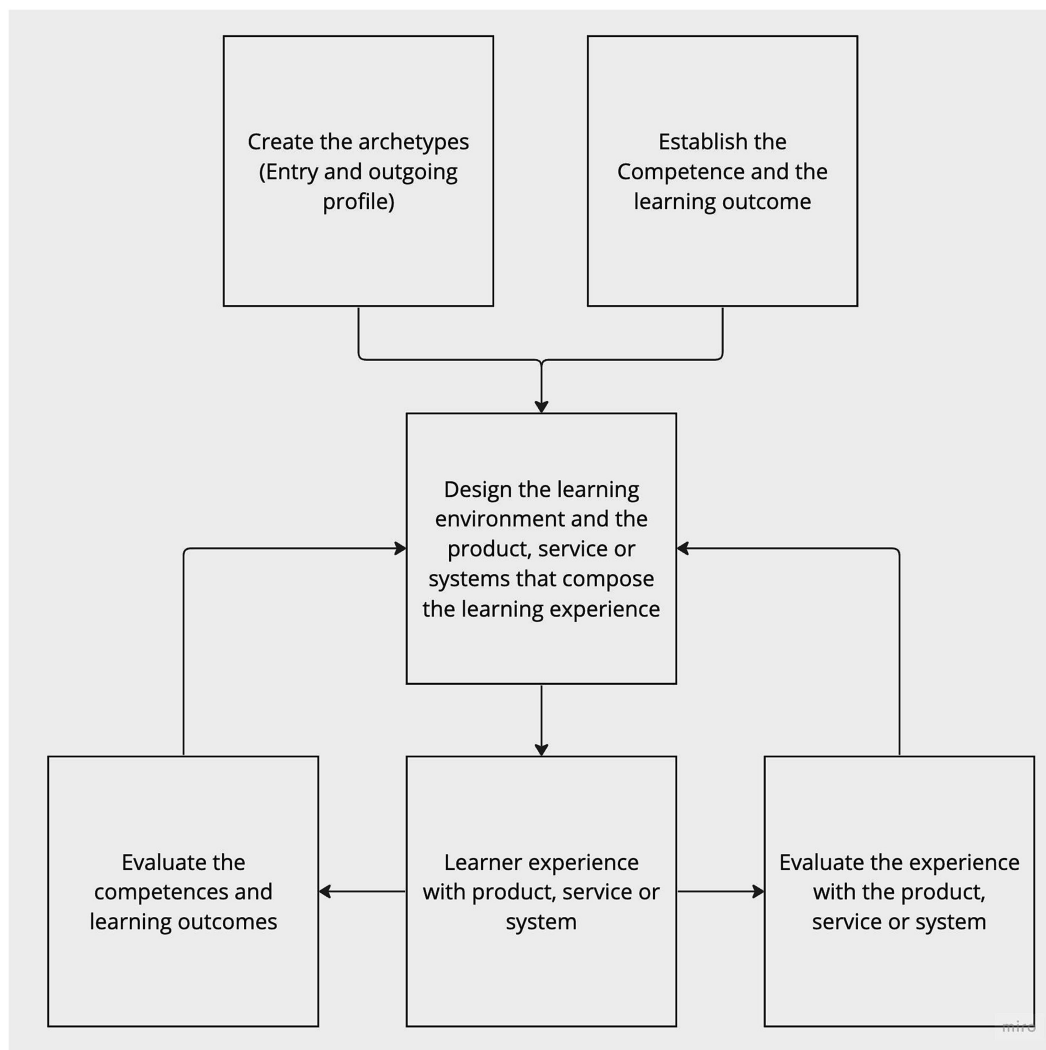 Create the archetypes
(Entry and outgoing
profile)
Establish the
Competence and the
learning outcome
Design the learning
environment and the
product, service or
systems that compose
the learning experience
Evaluate the
competences and
learning outcomes
Learner experience
with product, service or
system
Evaluate the experience
with the product,
service or system
miro